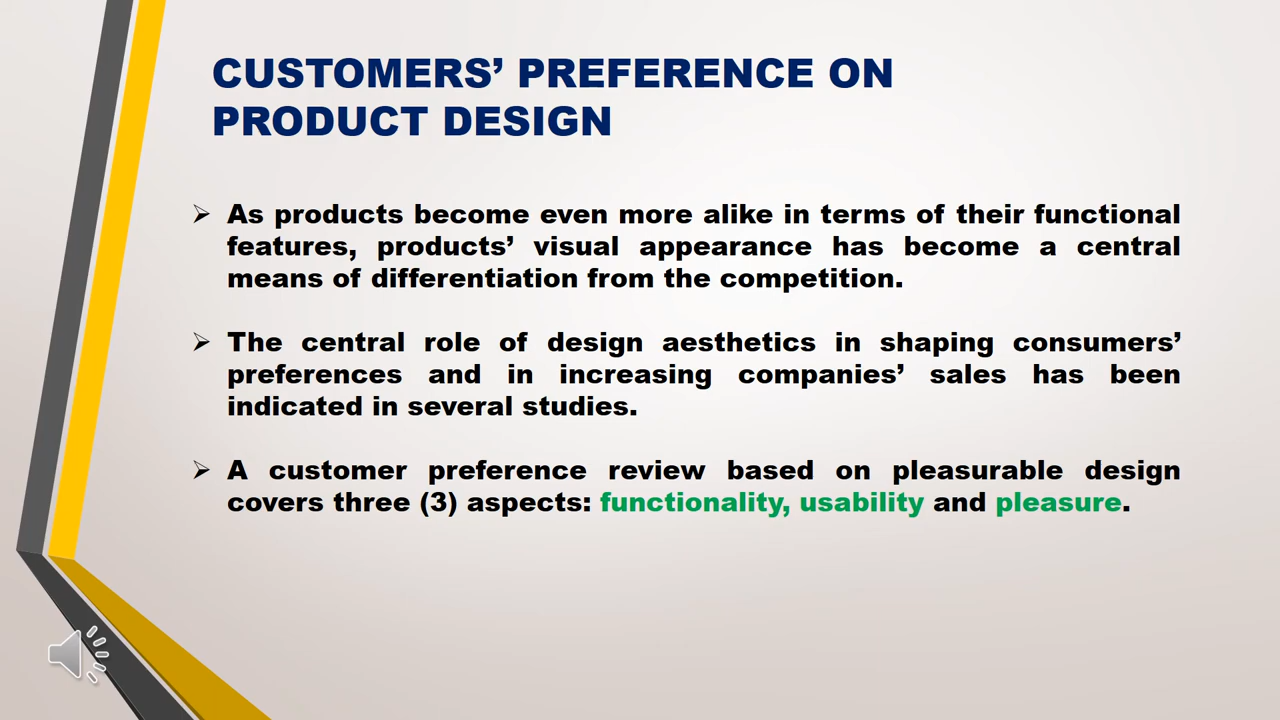 CUSTOMERS’ PREFERENCE ON
PRODUCT DESIGN
As products become even more alike in terms of their functional
features, products’ visual appearance has become a central
means of differentiation from the competition.
The central role of design aesthetics in shaping consumers’
preferences and in increasing companies’ sales has been
indicated in several studies.
A customer preference review based on pleasurable design
covers three (3) aspects: functionality, usability and pleasure.